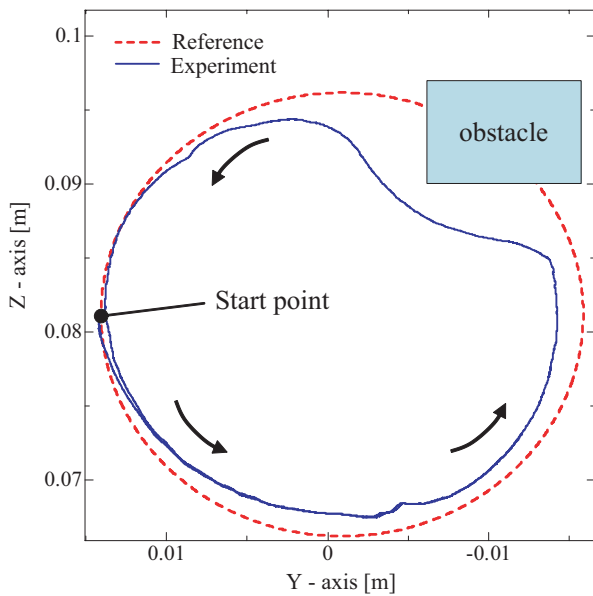 0.1
Reference
Experiment
obstacle
0.09
Z - axis [m]
Start point
0.08
0.07
0.01
0
-0.01
Y - axis [m]